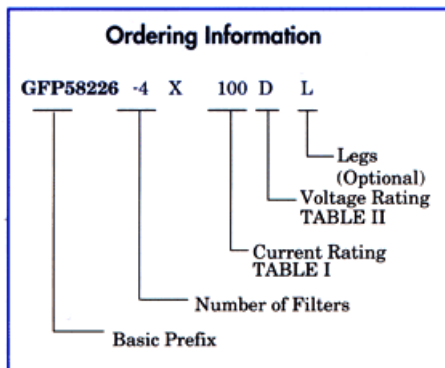 Ordering Information
GFP58226 -4 X 100 D L
Legs
(Optional)
Voltage Rating
TABLE II
Current Rating
TABLE I
Number of Filters
Basic Prefix